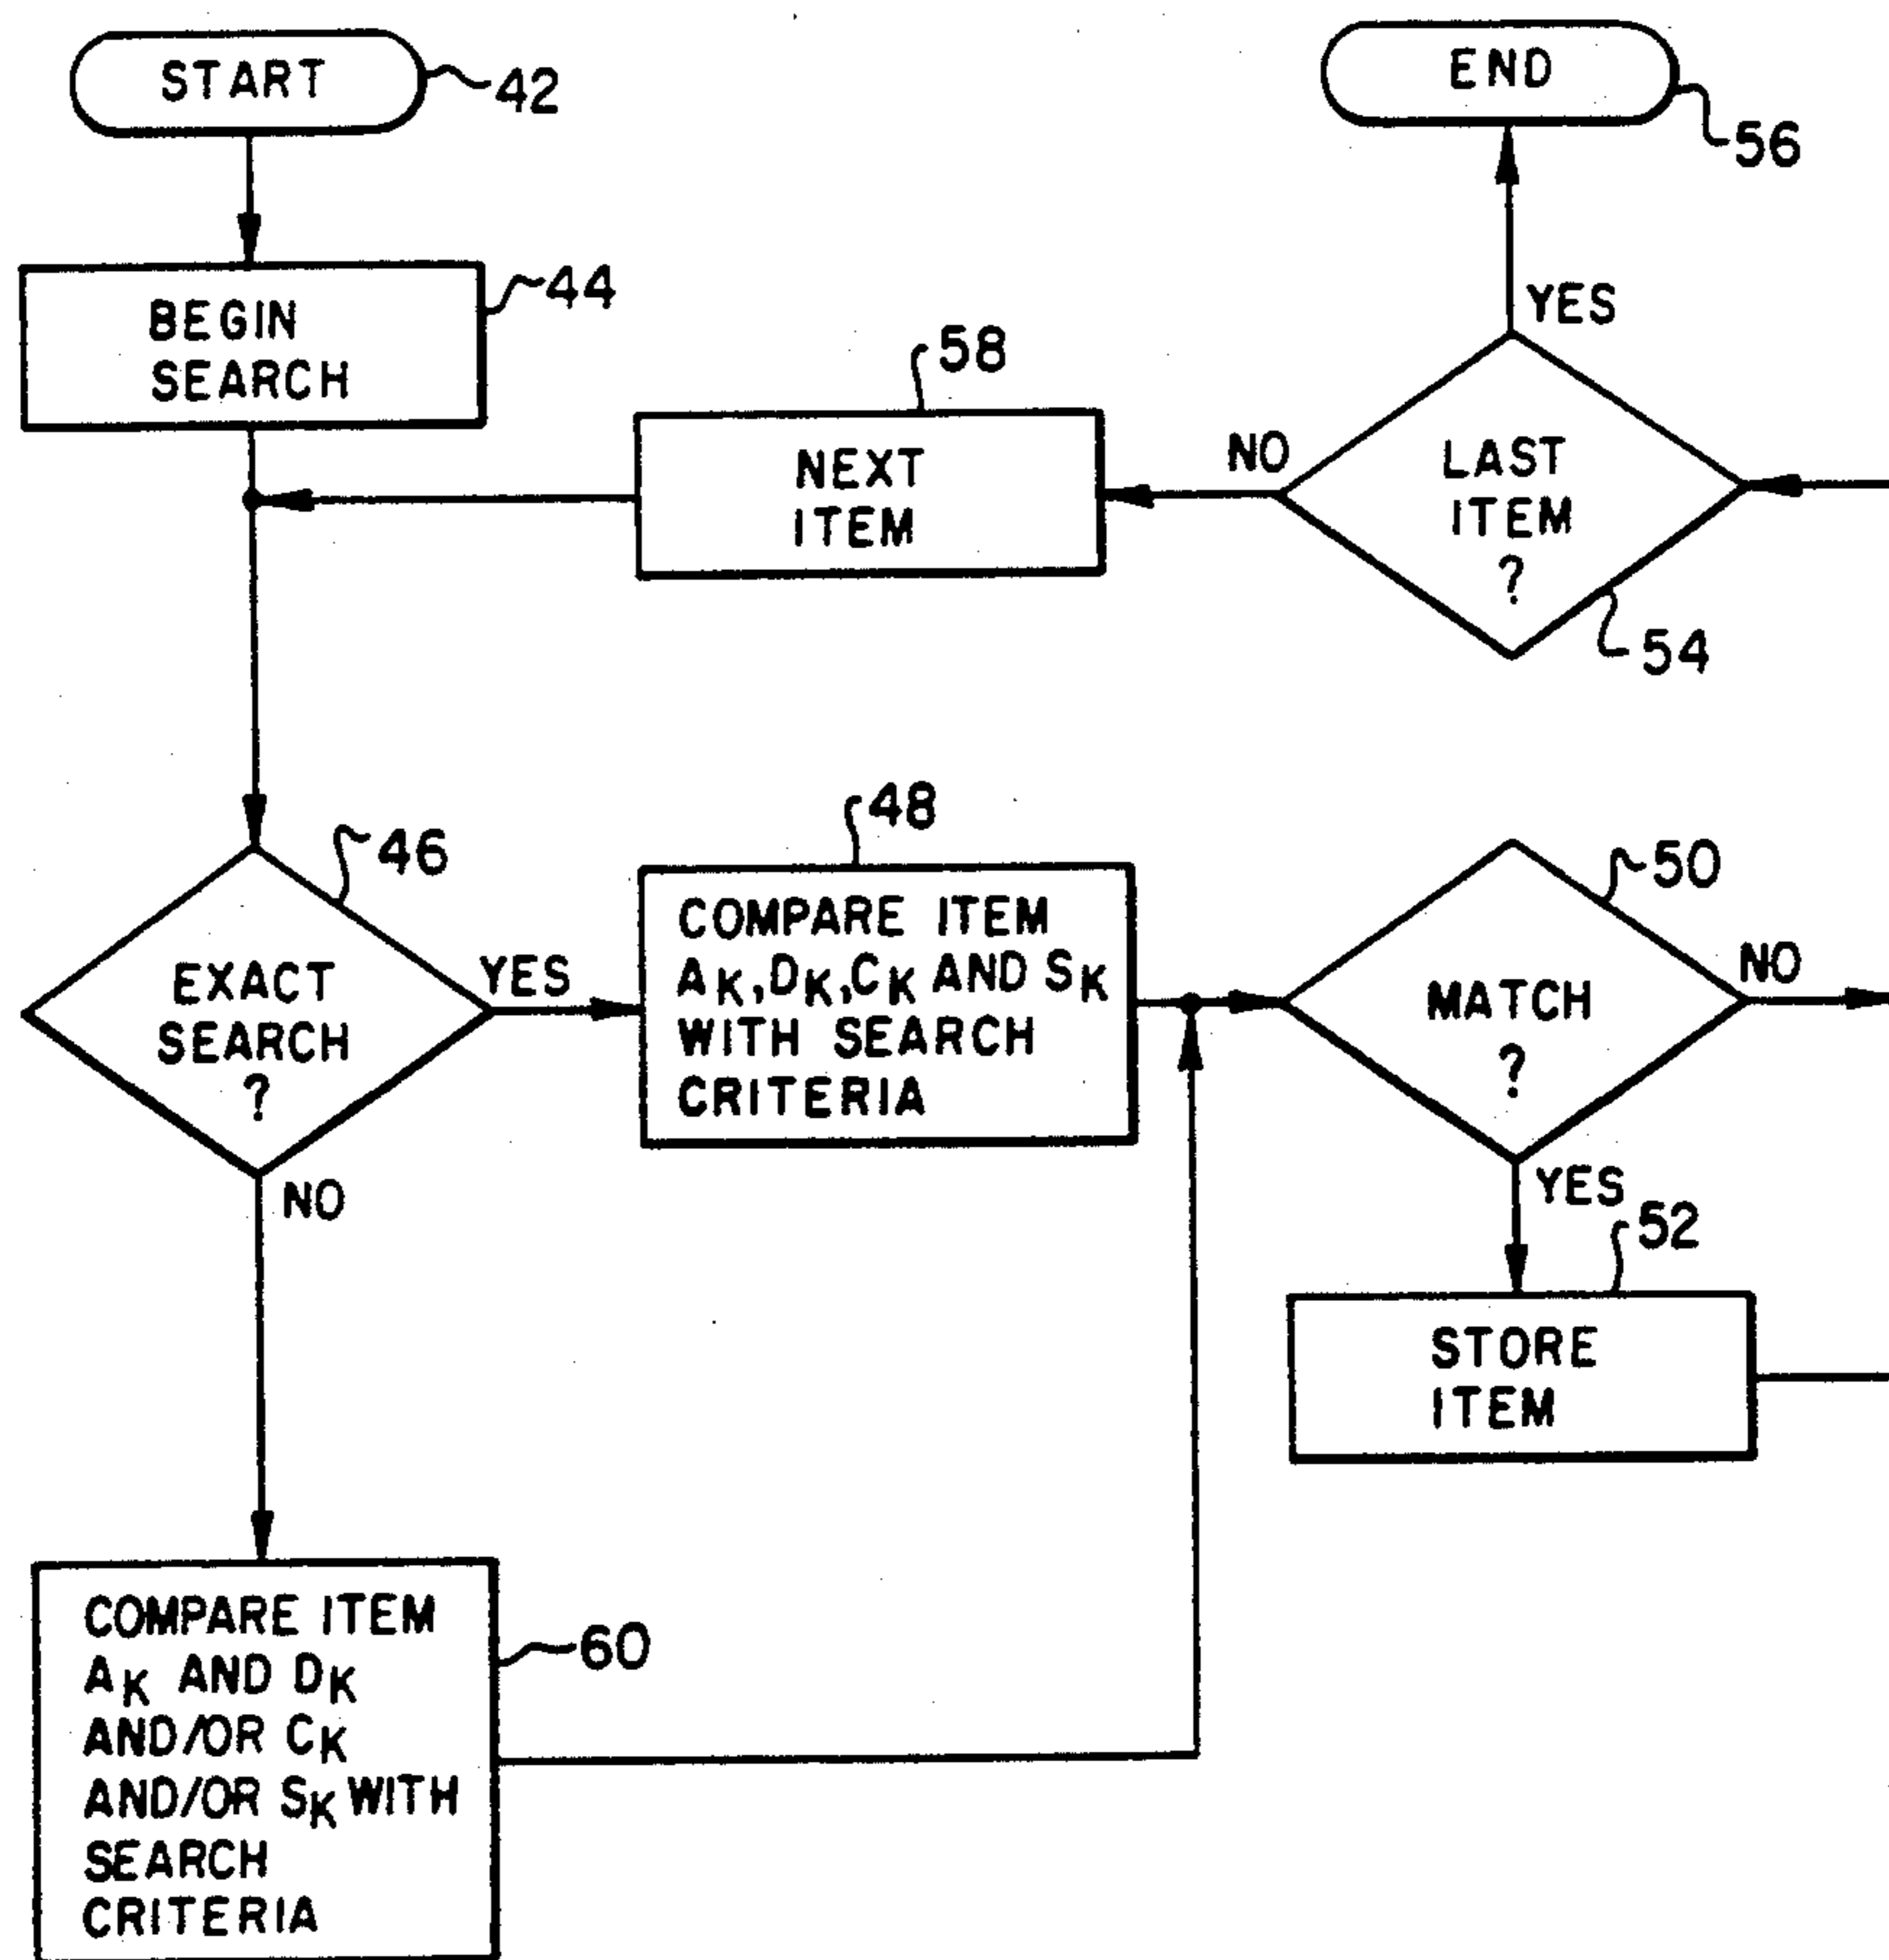 START
42
BEGIN
SEARCH
44
END
56
YES
58
NEXT
ITEM
NO
LAST
ITEM
?
54
46
EXACT
SEARCH
?
YES
NO
48
COMPARE ITEM
AK, DK, CK AND SK
WITH SEARCH
CRITERIA
50
MATCH
?
NO
YES
52
STORE
ITEM
COMPARE ITEM
AK AND DK
AND/OR CK
AND/OR SK WITH
SEARCH
CRITERIA
60